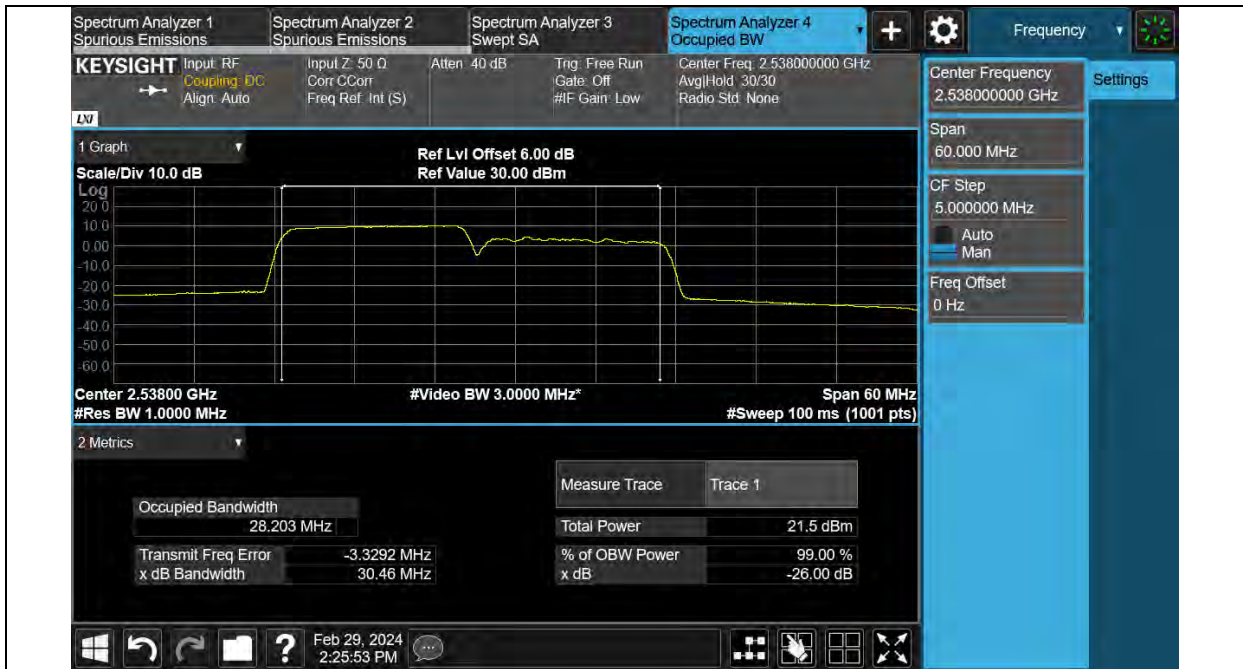 Spectrum Analyzer 1
Spurious Emissions
Spectrum Analyzer 2
Spurious Emissions
Spectrum Analyzer 3
Swept SA
Spectrum Analyzer 4
Occupied BW
Frequency
KEYSIGHT
LXI
Input: RF
Coupling: DC
Align: Auto
Input Z: 50 Ω
Corr CCorr
Freq Ref: Int (S)
Atten: 40 dB
Trig: Free Run
Gate: Off
#IF Gain: Low
Center Freq: 2.538000000 GHz
Avg|Hold: 30/30
Radio Std: None
Center Frequency
2.538000000 GHz
Settings
Span
60.000 MHz
CF Step
5.000000 MHz
Auto
Man
Freq Offset
0 Hz
1 Graph
Scale/Div 10.0 dB
Ref Lvl Offset 6.00 dB
Ref Value 30.00 dBm
Log
20.0
10.0
0.00
-10.0
-20.0
-30.0
-40.0
-50.0
-60.0
Center 2.53800 GHz
#Video BW 3.0000 MHz*
Span 60 MHz
#Res BW 1.0000 MHz
#Sweep 100 ms (1001 pts)
2 Metrics
Measure Trace
Trace 1
Occupied Bandwidth
28.203 MHz
Total Power
21.5 dBm
Transmit Freq Error
-3.3292 MHz
% of OBW Power
99.00 %
x dB Bandwidth
30.46 MHz
x dB
-26.00 dB
?
Feb 29, 2024
2:25:53 PM